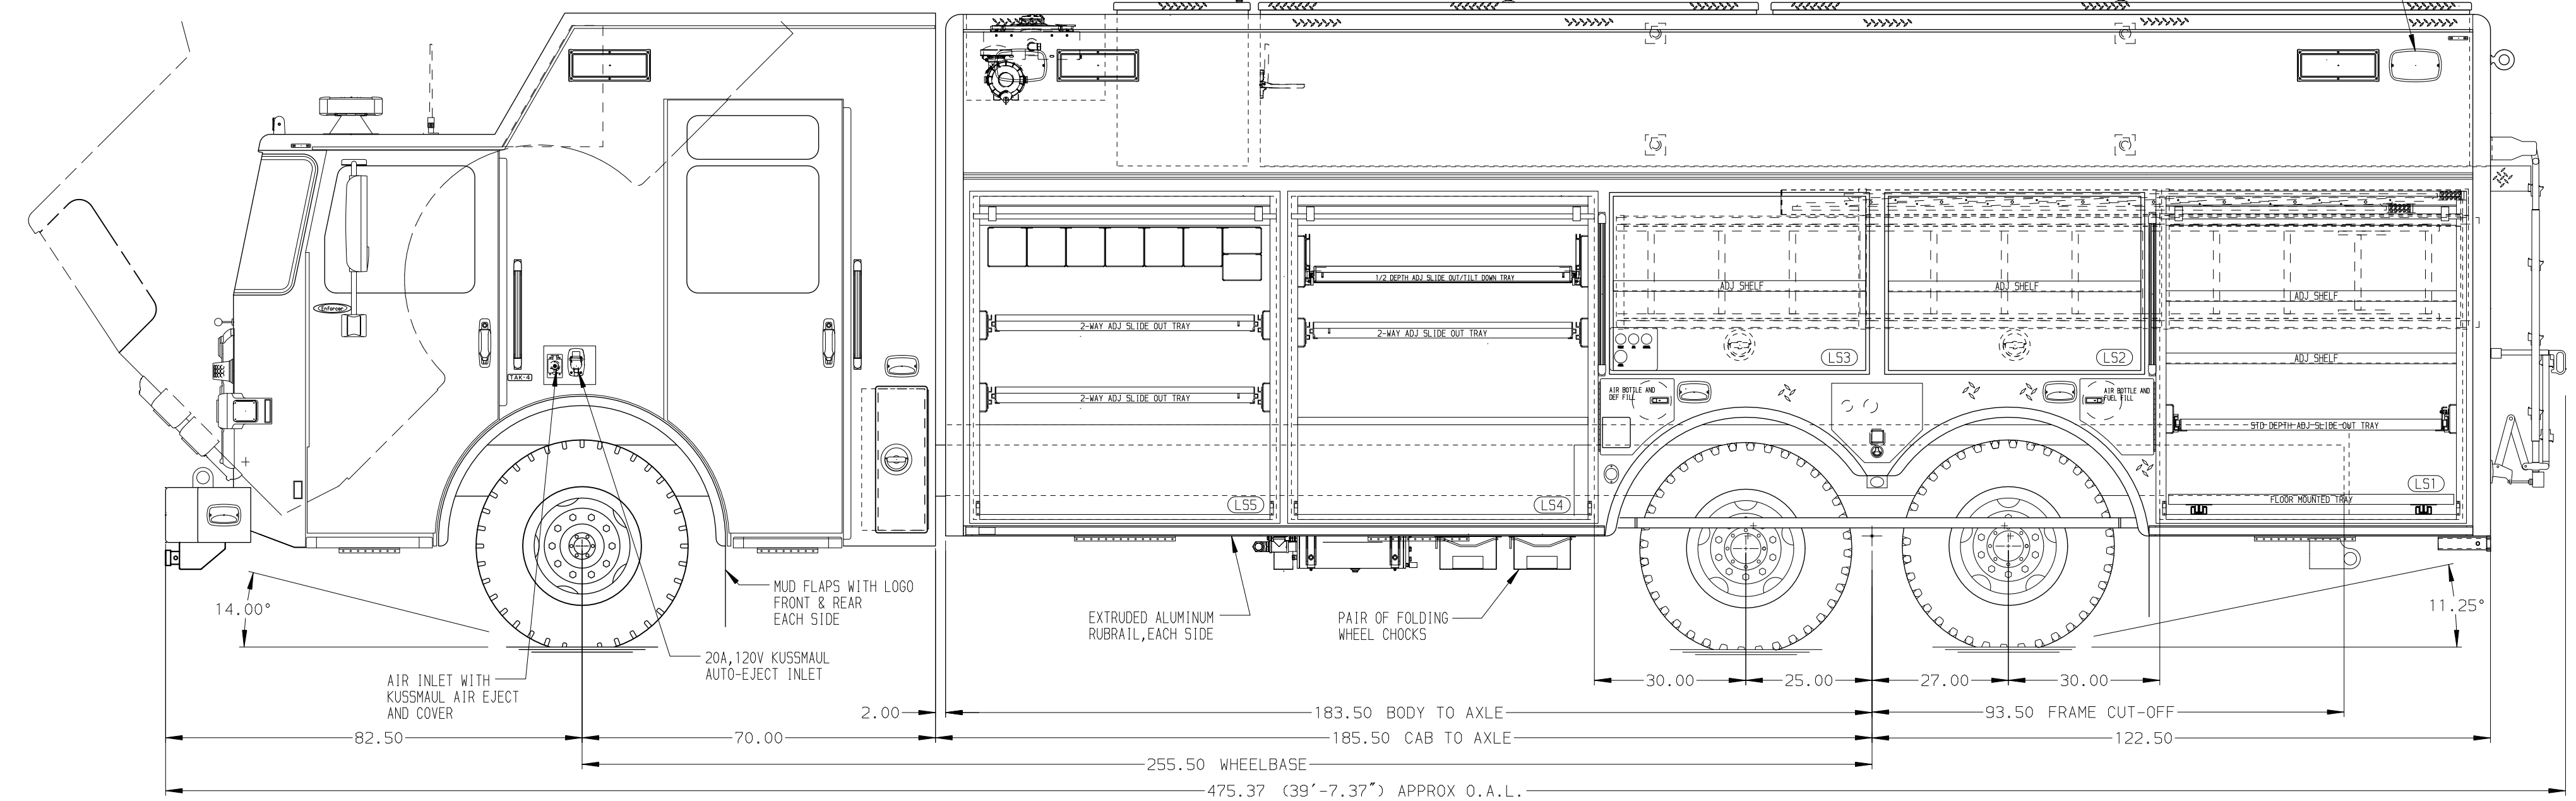 Enforcer
TAK-4
1/2 DEPTH ADJ SLIDE OUT/TILT DOWN TRAY
2-WAY ADJ SLIDE OUT TRAY
2-WAY ADJ SLIDE OUT TRAY
2-WAY ADJ SLIDE OUT TRAY
ADJ SHELF
ADJ SHELF
ADJ SHELF
ADJ SHELF
LS3
LS2
AIR BOTTLE AND
DEF FILL
AIR BOTTLE AND
FUEL FILL
STD DEPTH ADJ SLIDE OUT TRAY
LS5
LS4
LS1
FLOOR MOUNTED TRAY
14.00°
11.25°
MUD FLAPS WITH LOGO
FRONT & REAR
EACH SIDE
EXTRUDED ALUMINUM
RUBRAIL,EACH SIDE
PAIR OF FOLDING
WHEEL CHOCKS
20A,120V KUSSMAUL
AUTO-EJECT INLET
AIR INLET WITH
KUSSMAUL AIR EJECT
AND COVER
30.00
25.00
27.00
30.00
2.00
183.50 BODY TO AXLE
93.50 FRAME CUT-OFF
82.50
70.00
185.50 CAB TO AXLE
122.50
255.50 WHEELBASE
475.37 (39'-7.37") APPROX O.A.L.